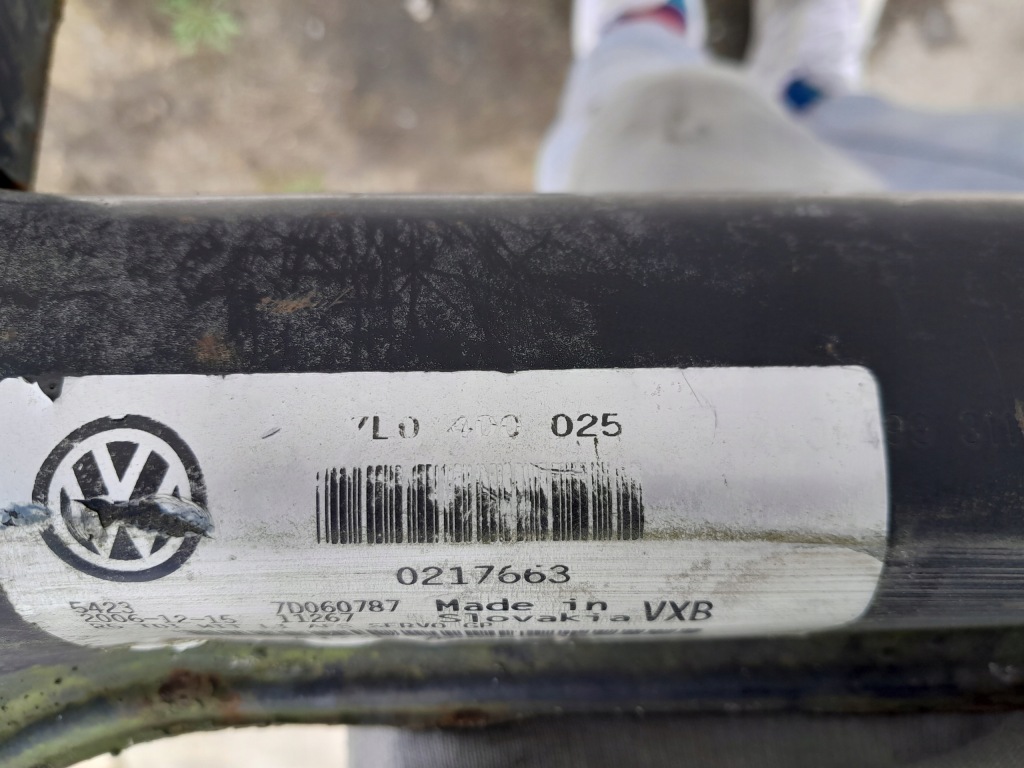 7L0 400 025
0217663
5423 7D060787 Made in
2006-12-15 11267 Slovakia VXB